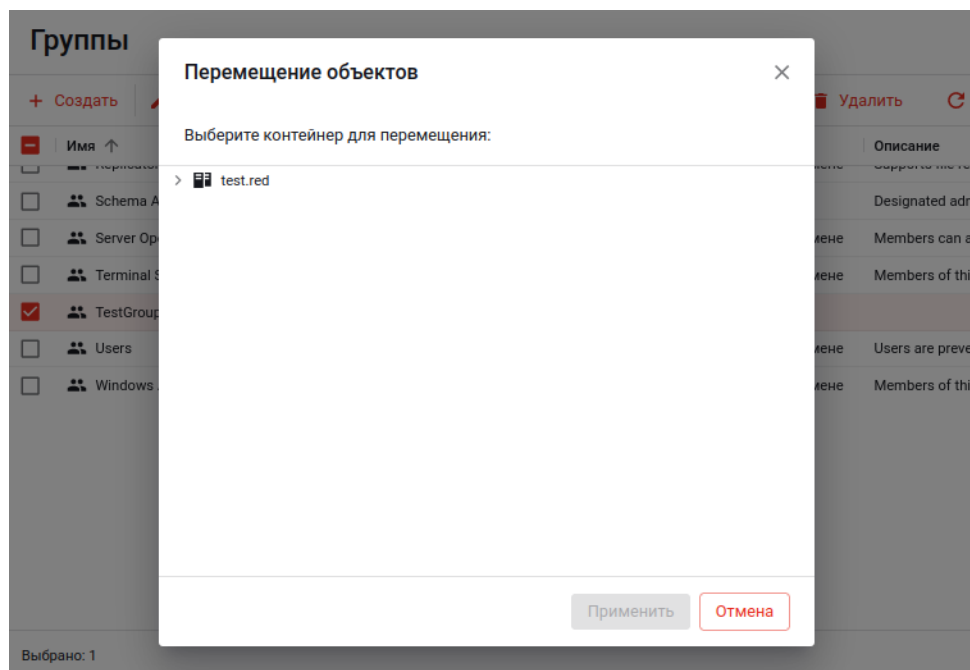 Группы
Перемещение объектов
+ Создать
Удалить
Выберите контейнер для перемещения:
Имя
Описание
test.red
Schema A
Designated adm
Server Op
мене
Members can a
Terminal S
мене
Members of thi
TestGroup
Users
мене
Users are preve
Windows
мене
Members of thi
Применить
Отмена
Выбрано: 1